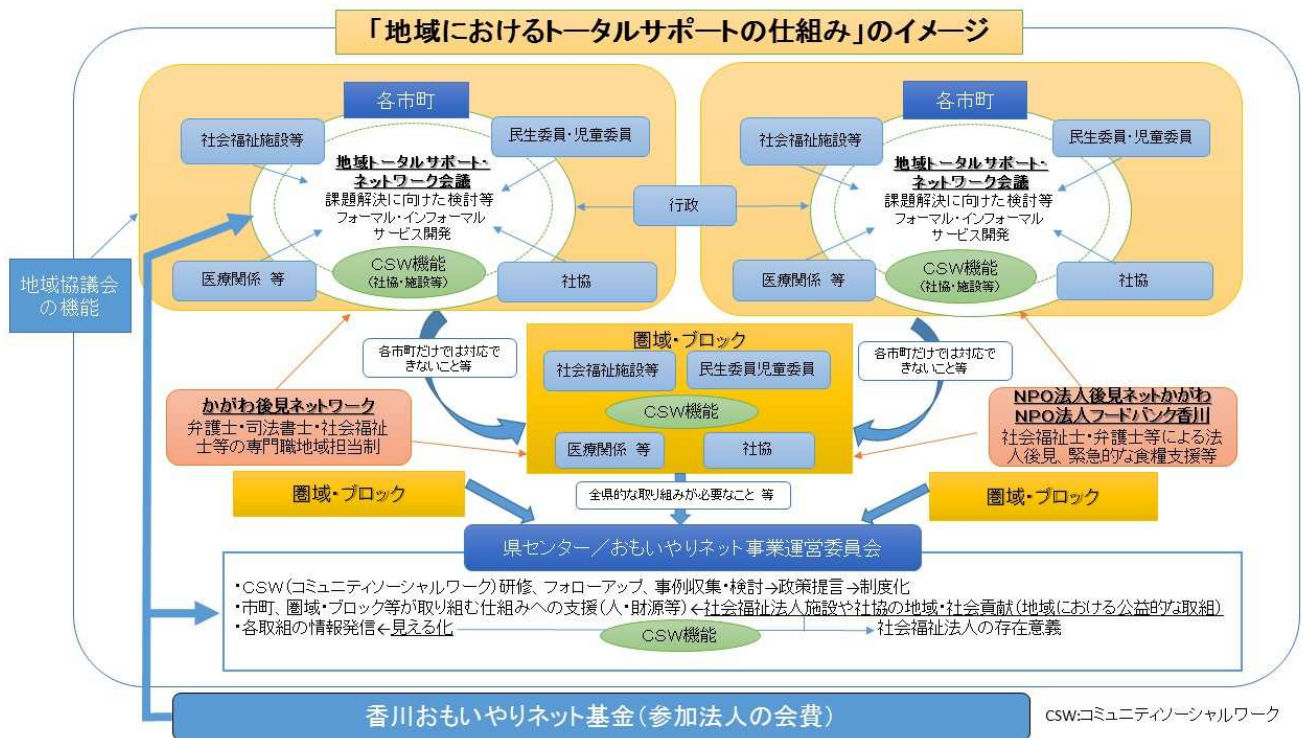 「地域におけるトータルサポートの仕組み」のイメージ
各市町
社会福祉施設等
民生委員・児童委員
地域トータルサポート・
ネットワーク会議
課題解決に向けた検討等
フォーマル・インフォーマル
サービス開発
医療関係 等
CSW機能
(社協・施設等)
社協
行政
各市町
社会福祉施設等
民生委員・児童委員
地域トータルサポート・
ネットワーク会議
課題解決に向けた検討等
フォーマル・インフォーマル
サービス開発
医療関係 等
CSW機能
(社協・施設等)
社協
地域協議会
の機能
各市町だけでは対応で
きないこと等
圏域・ブロック
社会福祉施設等
民生委員児童委員
CSW機能
医療関係 等
社協
各市町だけでは対応で
きないこと等
かがわ後見ネットワーク
弁護士・司法書士・社会福祉
士等の専門職地域担当制
NPO法人後見ネットかがわ
NPO法人フードバンク香川
社会福祉士・弁護士等による法
人後見、緊急的な食糧支援等
圏域・ブロック
全県的な取り組みが必要なこと 等
圏域・ブロック
県センター/おもいやりネット事業運営委員会
・CSW(コミュニティソーシャルワーク)研修、フォローアップ、事例収集・検討→政策提言→制度化
・市町、圏域・ブロック等が取り組む仕組みへの支援(人・財源等)←社会福祉法人施設や社協の地域・社会貢献(地域における公益的な取組)
・各取組の情報発信←見える化
CSW機能
社会福祉法人の存在意義
香川おもいやりネット基金(参加法人の会費)
CSW:コミュニティソーシャルワーク